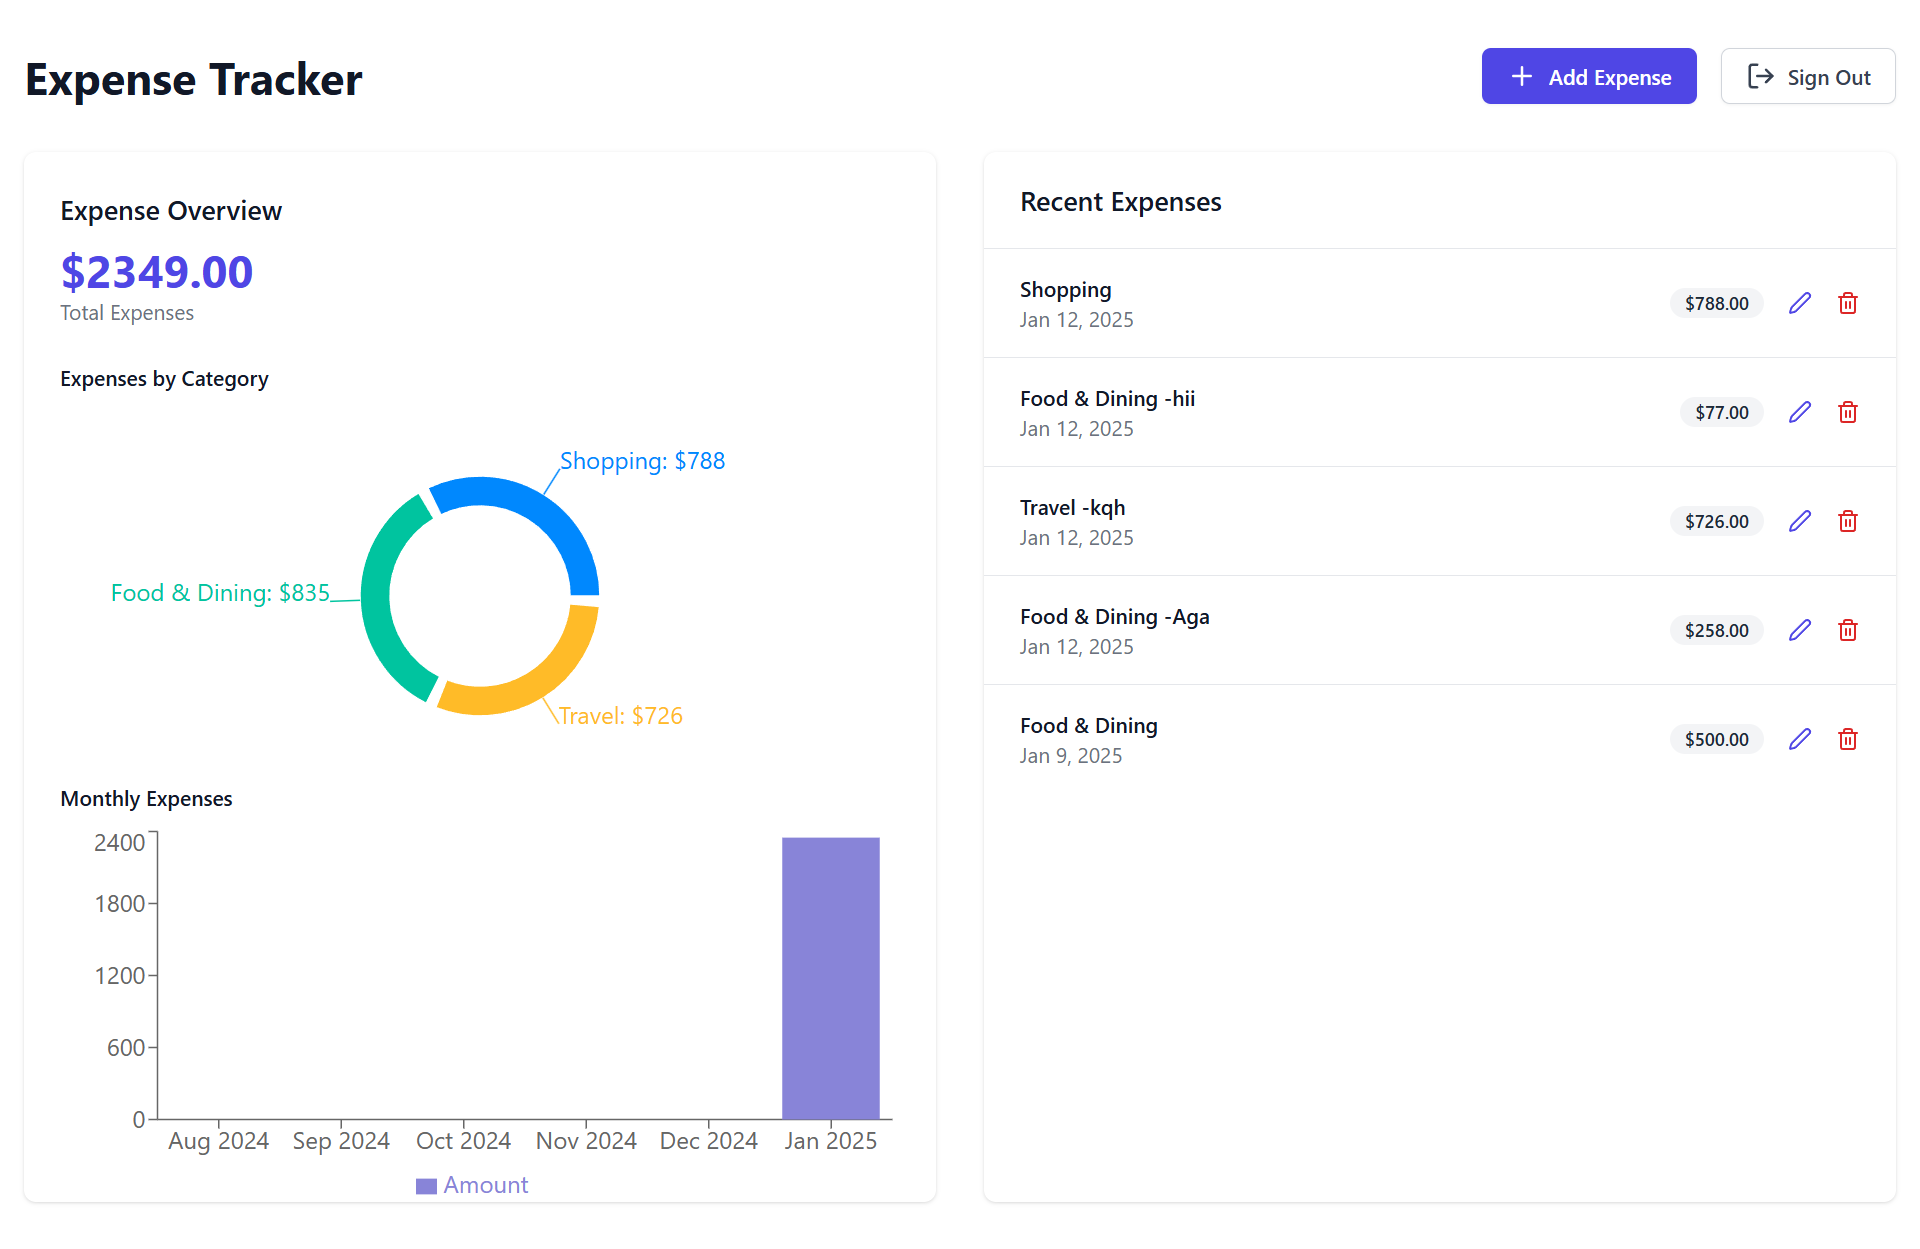 Expense Tracker
Add Expense
Sign Out
Expense Overview
$2349.00
Total Expenses
Expenses by Category
Shopping: $788
Food & Dining: $835
Travel: $726
Monthly Expenses
2400
1800
1200
600
0
Aug 2024 Sep 2024 Oct 2024 Nov 2024 Dec 2024 Jan 2025
Amount
Recent Expenses
Shopping
Jan 12, 2025
$788.00
Food & Dining -hii
Jan 12, 2025
$77.00
Travel -kqh
Jan 12, 2025
$726.00
Food & Dining -Aga
Jan 12, 2025
$258.00
Food & Dining
Jan 9, 2025
$500.00